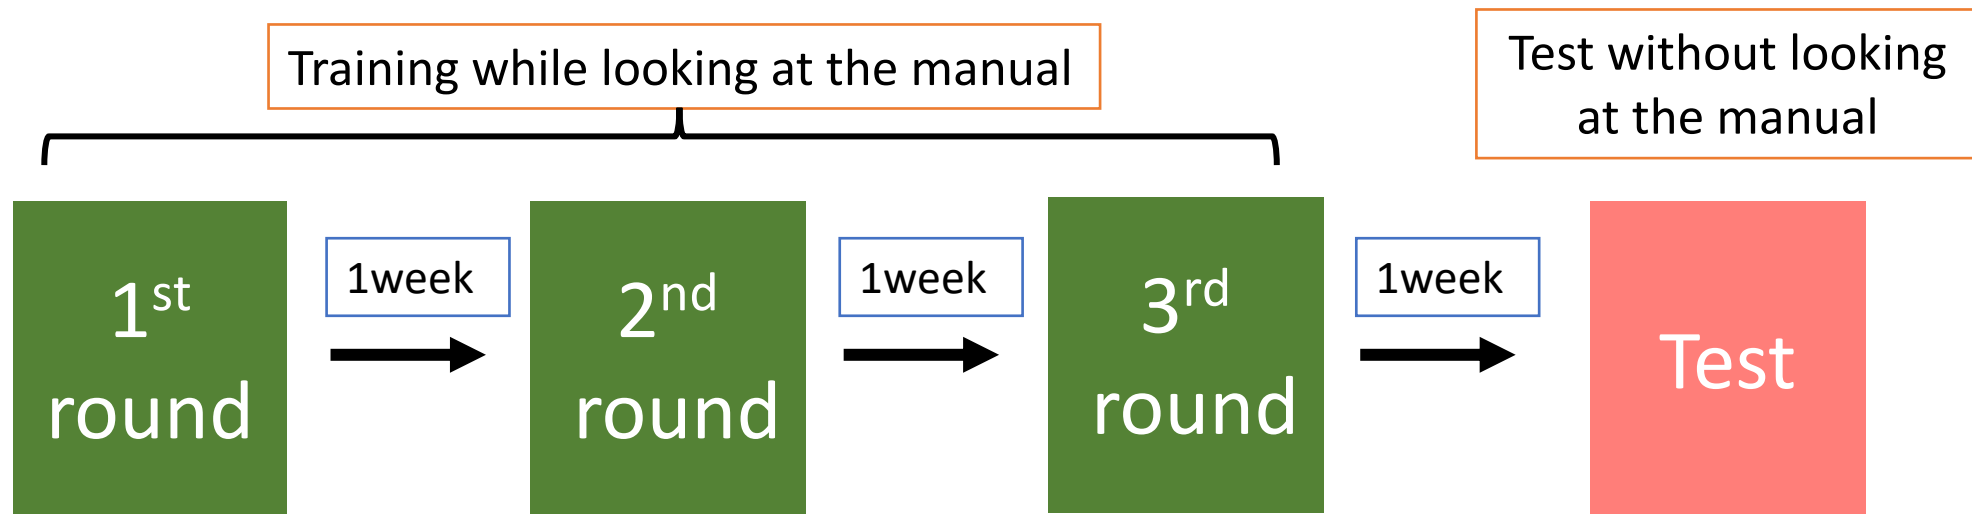 Training while looking at the manual
Test without looking
at the manual
1st
round
1week
2nd
round
1week
3rd
round
1week
Test